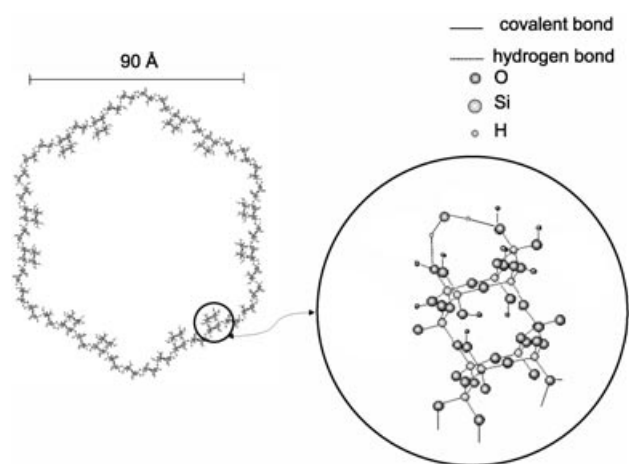 90 Å
covalent bond
hydrogen bond
O
Si
H